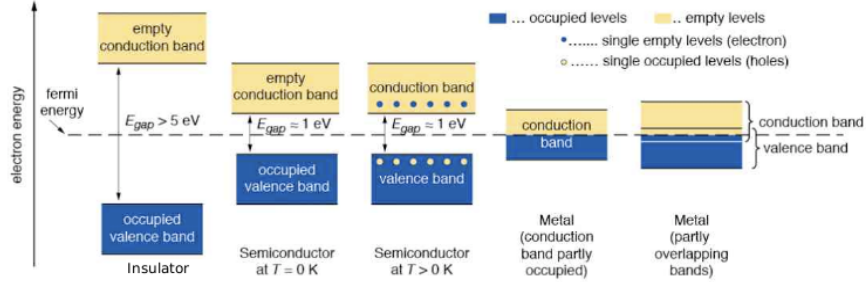 ■ ... occupied levels
■ .. empty levels
•....... single empty levels (electron)
○ ...... single occupied levels (holes)
electron energy
fermi
energy
empty
conduction band
E_gap > 5 eV
occupied
valence band
Insulator
empty
conduction band
E_gap ≈ 1 eV
occupied
valence band
Semiconductor
at T = 0 K
conduction band
E_gap ≈ 1 eV
valence band
Semiconductor
at T > 0 K
conduction
band
Metal
(conduction
band partly
occupied)
conduction band
valence band
Metal
(partly
overlapping
bands)